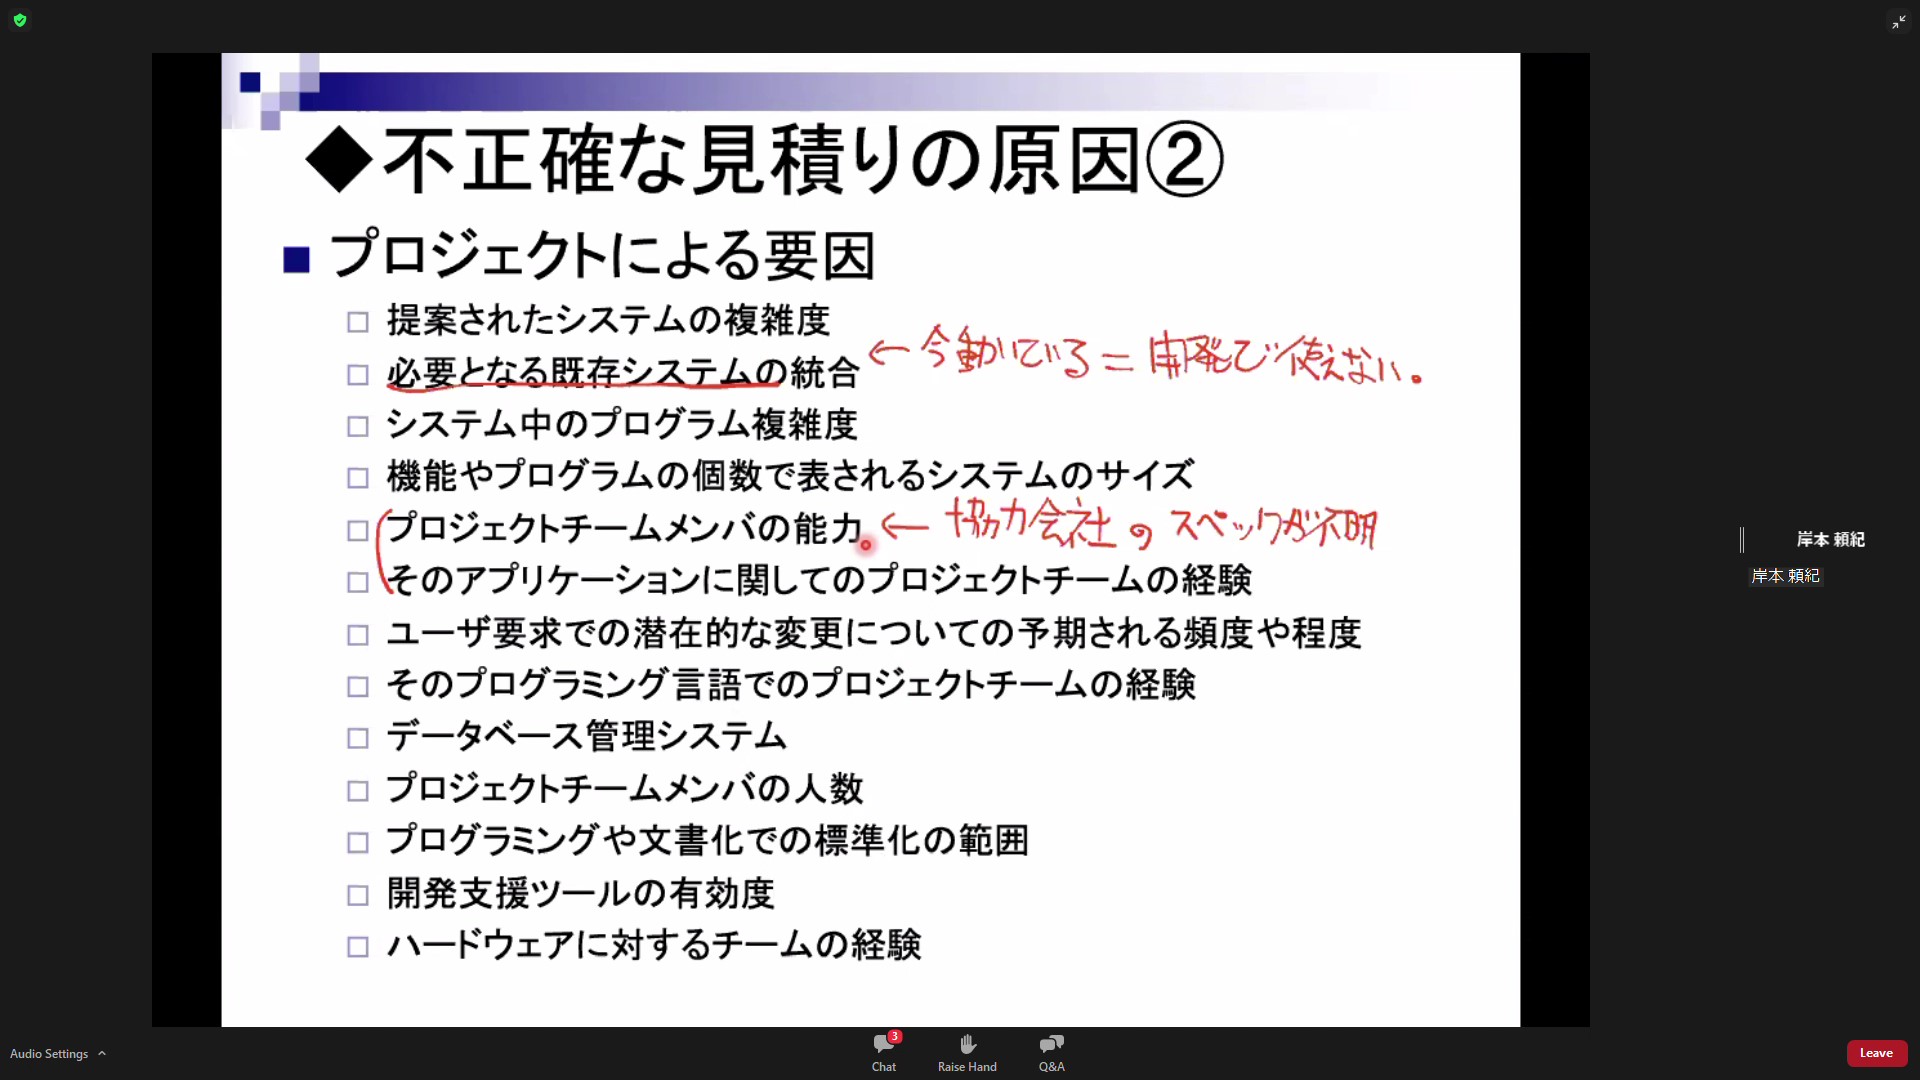 ◆不正確な見積りの原因②
■ プロジェクトによる要因
□ 提案されたシステムの複雑度
□ 必要となる既存システムの統合 ← 今動いている = 開発で使えない。
□ システム中のプログラム複雑度
□ 機能やプログラムの個数で表されるシステムのサイズ
□ プロジェクトチームメンバの能力。 ← 協力会社のスペックが不明
□ そのアプリケーションに関してのプロジェクトチームの経験
□ ユーザ要求での潜在的な変更についての予期される頻度や程度
□ そのプログラミング言語でのプロジェクトチームの経験
□ データベース管理システム
□ プロジェクトチームメンバの人数
□ プログラミングや文書化での標準化の範囲
□ 開発支援ツールの有効度
□ ハードウェアに対するチームの経験
岸本 頼紀
岸本 頼紀
Audio Settings
3
Chat
Raise Hand
Q&A
Leave